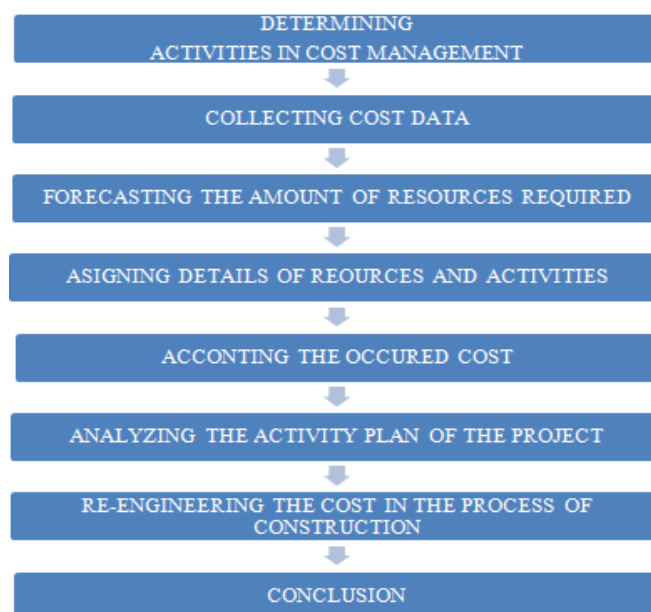 DETERMINING
ACTIVITIES IN COST MANAGEMENT
COLLECTING COST DATA
FORECASTING THE AMOUNT OF RESOURCES REQUIRED
ASIGNING DETAILS OF REOURCES AND ACTIVITIES
ACCONTING THE OCCURED COST
ANALYZING THE ACTIVITY PLAN OF THE PROJECT
RE-ENGINEERING THE COST IN THE PROCESS OF
CONSTRUCTION
CONCLUSION